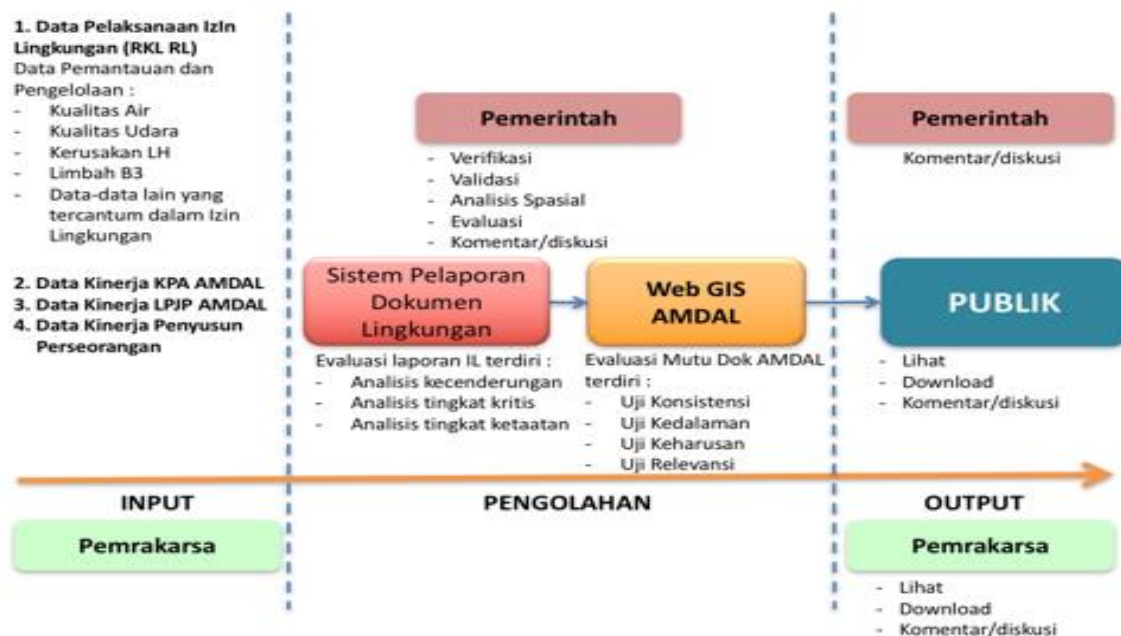 1. Data Pelaksanaan IzIn
Lingkungan (RKL RL)
Data Pemantauan dan
Pengelolaan :
- Kualitas Air
- Kualitas Udara
- Kerusakan LH
- Limbah B3
- Data-data lain yang
tercantum dalam Izin
Lingkungan
2. Data Kinerja KPA AMDAL
3. Data Kinerja LPJP AMDAL
4. Data Kinerja Penyusun
Perseorangan
Pemerintah
- Verifikasi
- Validasi
- Analisis Spasial
- Evaluasi
- Komentar/diskusi
Sistem Pelaporan
Dokumen
Lingkungan
Evaluasi laporan IL terdiri :
- Analisis kecenderungan
- Analisis tingkat kritis
- Analisis tingkat ketaatan
Web GIS
AMDAL
Evaluasi Mutu Dok AMDAL
terdiri :
- Uji Konsistensi
- Uji Kedalaman
- Uji Keharusan
- Uji Relevansi
Pemerintah
Komentar/diskusi
PUBLIK
- Lihat
- Download
- Komentar/diskusi
INPUT
PENGOLAHAN
OUTPUT
Pemrakarsa
Pemrakarsa
- Lihat
- Download
- Komentar/diskusi